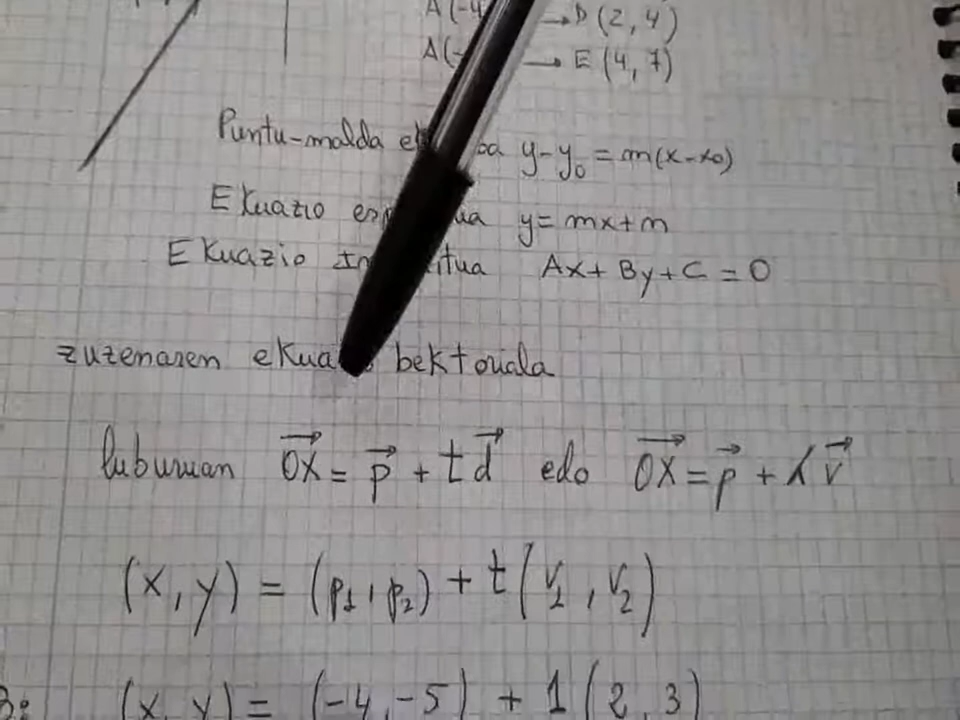 → D (2, 4)
→ E (4, 7)
Puntu-malda y-y₀ = m(x-x₀)
Ekuazio y = mx+n
Ekuazio Ax + By + C = 0
zuzenaren bektoriala
liburuan OX⃗ = p⃗ + t d⃗ edo OX⃗ = p⃗ + λ v⃗
(x, y) = (p₁, p₂) + t (v₁, v₂)
(x, y) = (-4, -5) + 1 (2, 3)